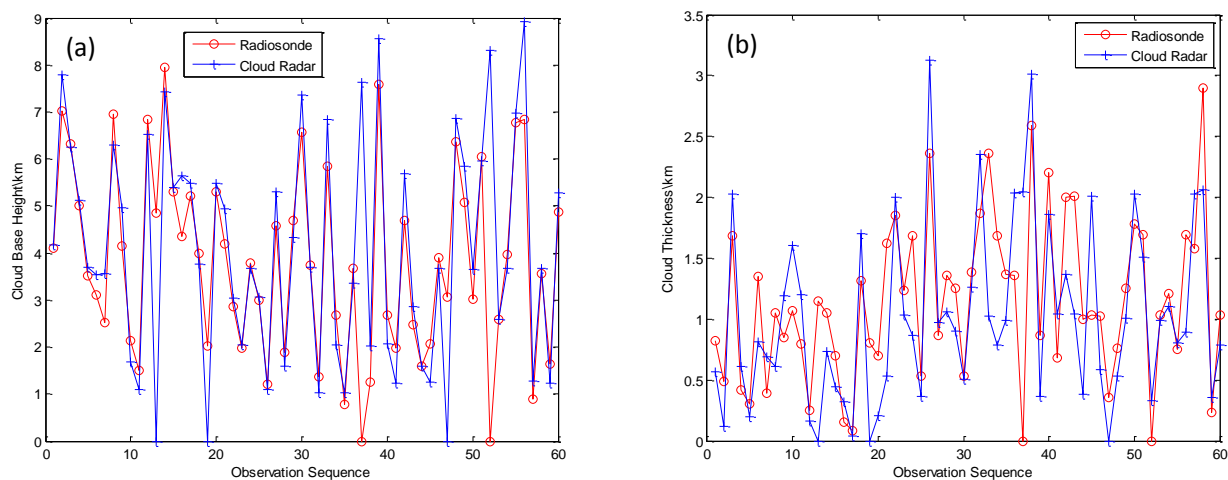 (a)
Radiosonde
Cloud Radar
Cloud Base Height\km
9
8
7
6
5
4
3
2
1
0
0 10 20 30 40 50 60
Observation Sequence
(b)
Radiosonde
Cloud Radar
Cloud Thickness\km
3.5
3
2.5
2
1.5
1
0.5
0
0 10 20 30 40 50 60
Observation Sequence